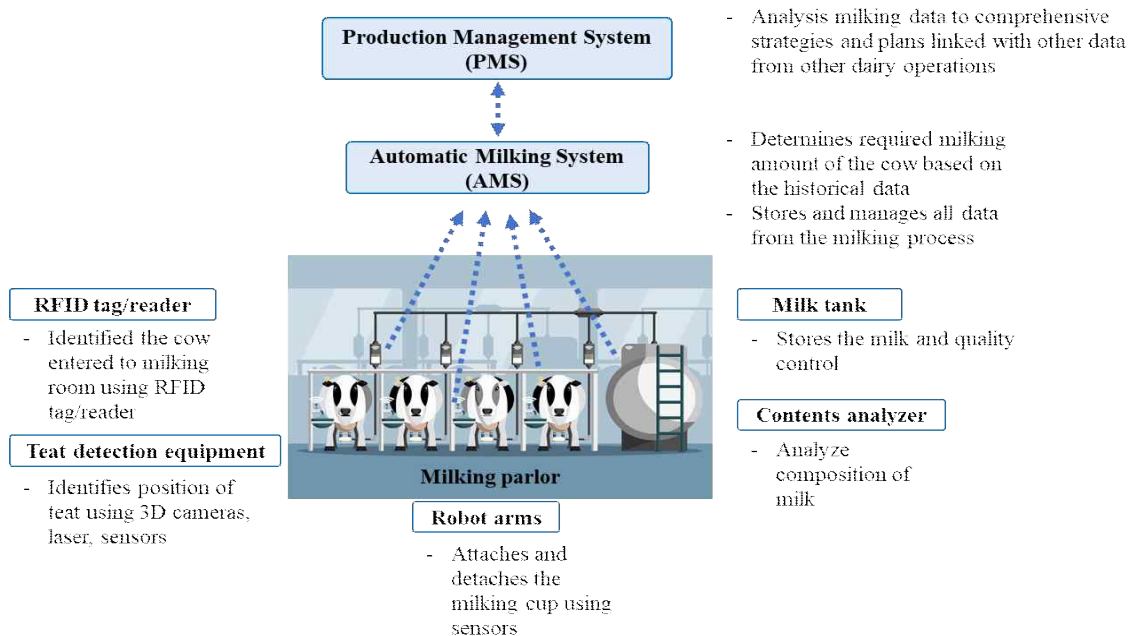 Production Management System
(PMS)
- Analysis milking data to comprehensive
strategies and plans linked with other data
from other dairy operations
Automatic Milking System
(AMS)
- Determines required milking
amount of the cow based on
the historical data
- Stores and manages all data
from the milking process
RFID tag/reader
- Identified the cow
entered to milking
room using RFID
tag/reader
Teat detection equipment
- Identifies position of
teat using 3D cameras,
laser, sensors
Milking parlor
Robot arms
- Attaches and
detaches the
milking cup using
sensors
Milk tank
- Stores the milk and quality
control
Contents analyzer
- Analyze
composition of
milk